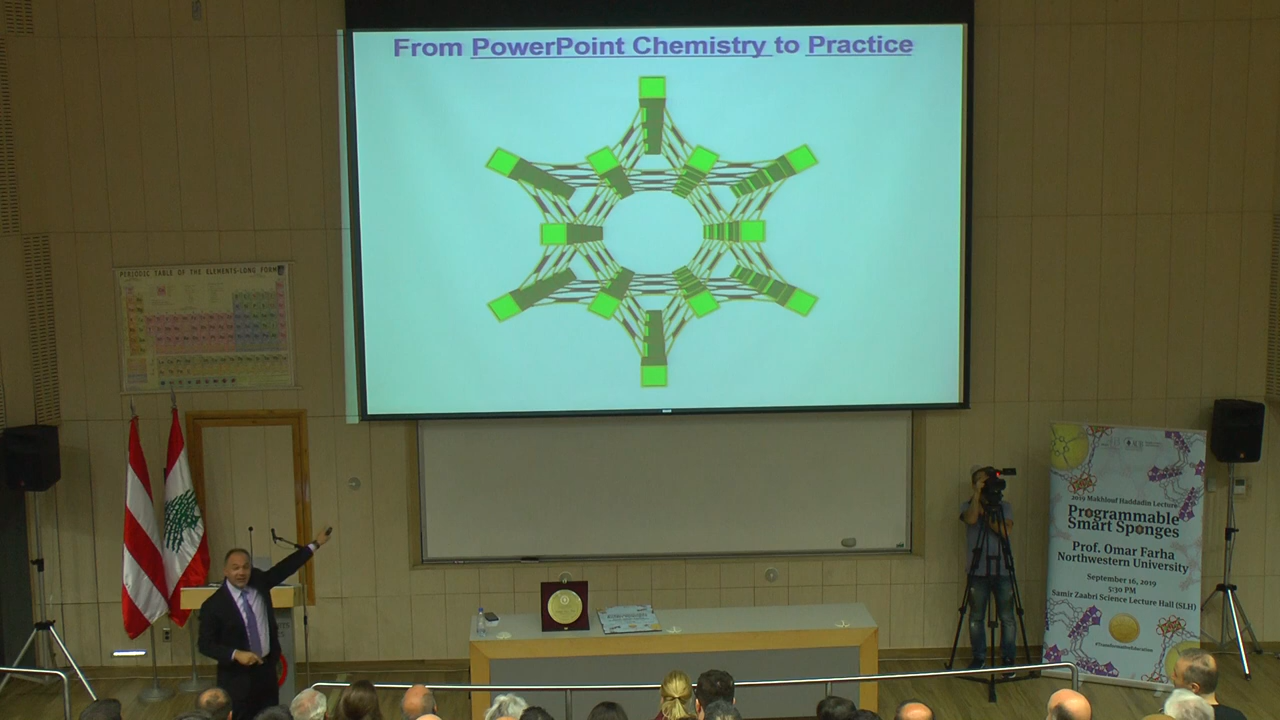 From PowerPoint Chemistry to Practice
PERIODIC TABLE OF THE ELEMENTS-LONG FORM
2019 Makhlouf Haddadin Lecture
Programmable
Smart Sponges
Prof. Omar Farha
Northwestern University
September 16, 2019
5:30 PM
Samir Zaabri Science Lecture Hall (SLH)